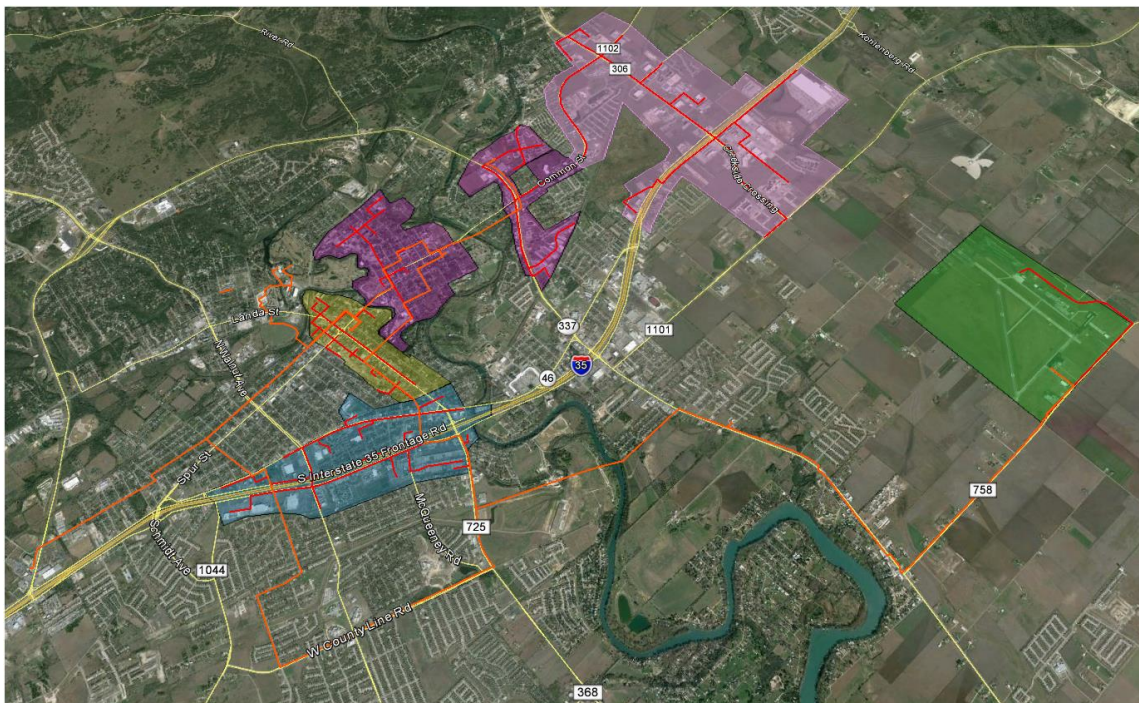 River Rd
1102
306
Kohlenberg Rd
Creekside Crossing
Common St
Landa St
N Walnut Ave
337
1101
46
35
S Interstate 35 Frontage Rd
Spur St
758
McQueeney Rd
725
Schmidt Ave
1044
W County Line Rd
368